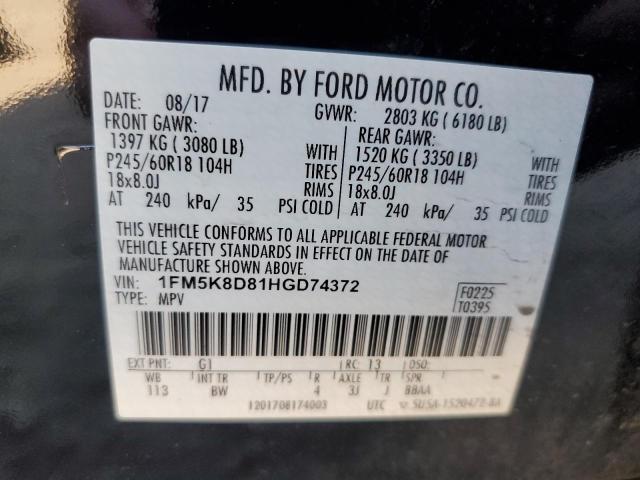 MFD. BY FORD MOTOR CO.
DATE: 08/17 GVWR: 2803 KG ( 6180 LB)
FRONT GAWR: REAR GAWR:
1397 KG ( 3080 LB) WITH 1520 KG ( 3350 LB) WITH
P245/60R18 104H TIRES P245/60R18 104H TIRES
18x8.0J RIMS 18x8.0J RIMS
AT 240 kPa/ 35 PSI COLD AT 240 kPa/ 35 PSI COLD
THIS VEHICLE CONFORMS TO ALL APPLICABLE FEDERAL MOTOR
VEHICLE SAFETY STANDARDS IN EFFECT ON THE DATE OF
MANUFACTURE SHOWN ABOVE.
VIN: 1FM5K8D81HGD74372 F0225
TYPE: MPV T0395
EXT PNT: G1 RC: 13 DSO:
WB INT TR TP/PS R AXLE TR SPR
113 BW 4 3J J BBAA
1201708174003 UTC 5USA-1520472-BA